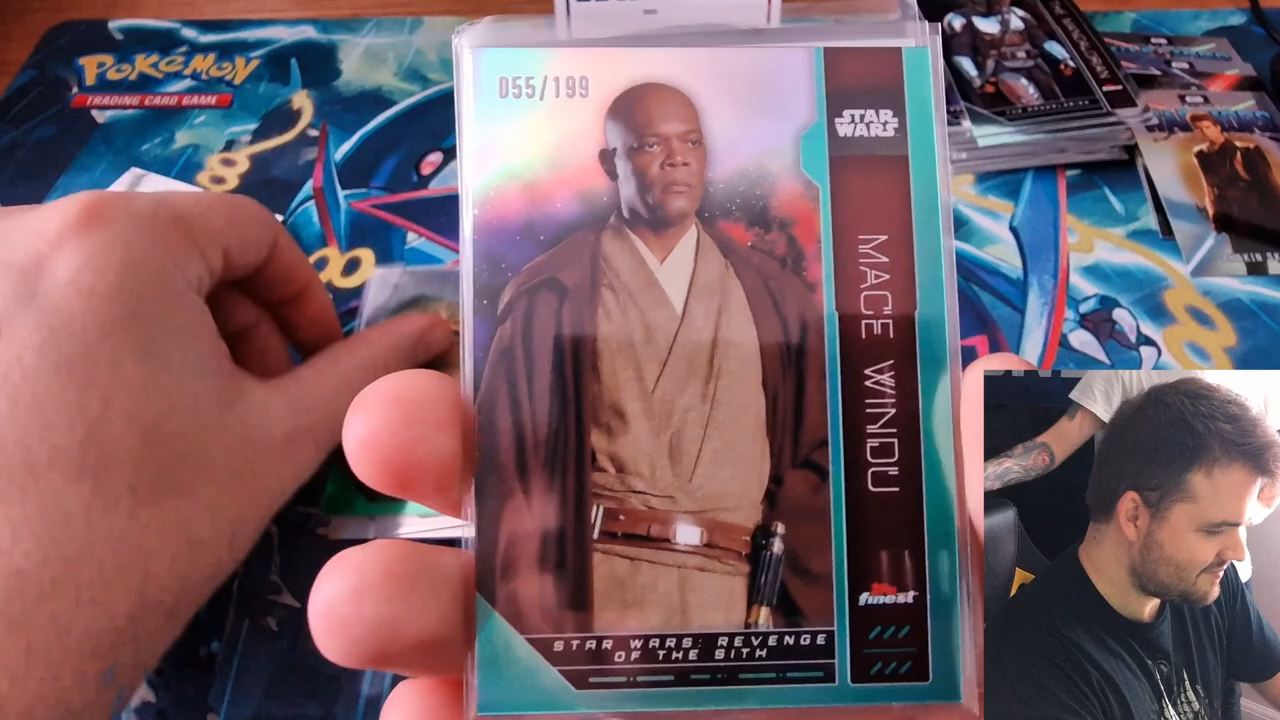 POKéMON
TRADING CARD GAME
055/199
STAR
WARS
MACE WINDU
finest
STAR WARS: REVENGE
OF THE SITH